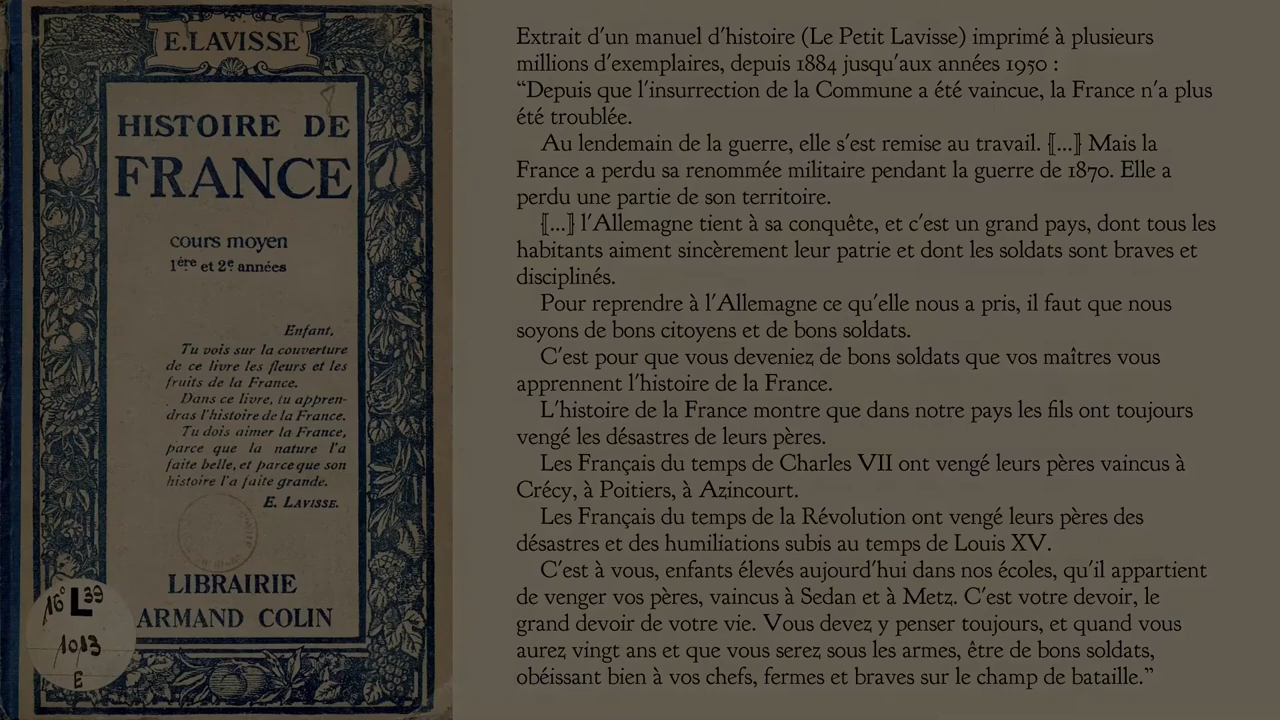 E. LAVISSE
HISTOIRE DE
FRANCE
cours moyen
1ère et 2e années
Enfant,
Tu vois sur la couverture
de ce livre les fleurs et les
fruits de la France.
Dans ce livre, tu appren-
dras l'histoire de la France.
Tu dois aimer la France,
parce que la nature l'a
faite belle, et parce que son
histoire l'a faite grande.
E. LAVISSE.
LIBRAIRIE
ARMAND COLIN
16° L 39
1013
E
Extrait d'un manuel d'histoire (Le Petit Lavisse) imprimé à plusieurs
millions d'exemplaires, depuis 1884 jusqu'aux années 1950 :
“Depuis que l'insurrection de la Commune a été vaincue, la France n'a plus
été troublée.
Au lendemain de la guerre, elle s'est remise au travail. [...] Mais la
France a perdu sa renommée militaire pendant la guerre de 1870. Elle a
perdu une partie de son territoire.
[...] l'Allemagne tient à sa conquête, et c'est un grand pays, dont tous les
habitants aiment sincèrement leur patrie et dont les soldats sont braves et
disciplinés.
Pour reprendre à l'Allemagne ce qu'elle nous a pris, il faut que nous
soyons de bons citoyens et de bons soldats.
C'est pour que vous deveniez de bons soldats que vos maîtres vous
apprennent l'histoire de la France.
L'histoire de la France montre que dans notre pays les fils ont toujours
vengé les désastres de leurs pères.
Les Français du temps de Charles VII ont vengé leurs pères vaincus à
Crécy, à Poitiers, à Azincourt.
Les Français du temps de la Révolution ont vengé leurs pères des
désastres et des humiliations subis au temps de Louis XV.
C'est à vous, enfants élevés aujourd'hui dans nos écoles, qu'il appartient
de venger vos pères, vaincus à Sedan et à Metz. C'est votre devoir, le
grand devoir de votre vie. Vous devez y penser toujours, et quand vous
aurez vingt ans et que vous serez sous les armes, être de bons soldats,
obéissant bien à vos chefs, fermes et braves sur le champ de bataille.”